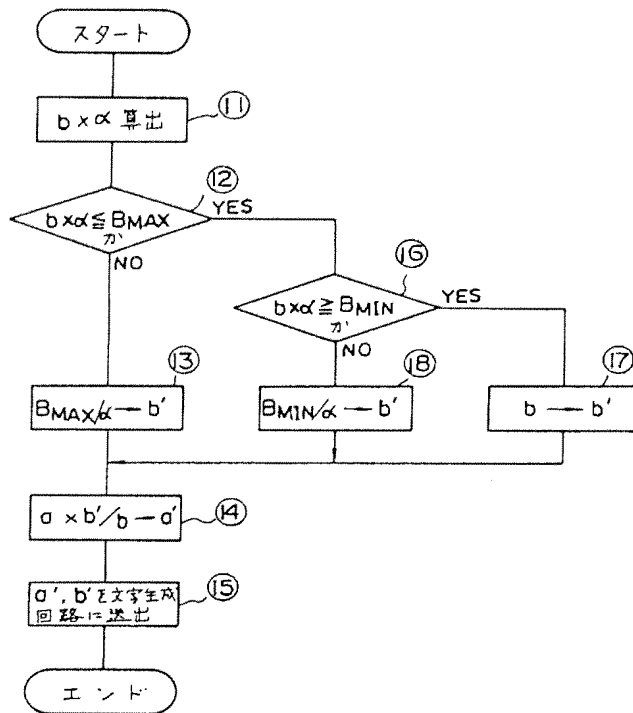 スタート
⑪
b×α 算出
⑫
b×α≦BMAX
か
YES
NO
⑯
b×α≧BMIN
か
YES
NO
⑬
BMAX/α→b'
⑱
BMIN/α→b'
⑰
b→b'
a×b'/b→a'
⑭
a',b'を文字生成
回路に送出
⑮
エンド